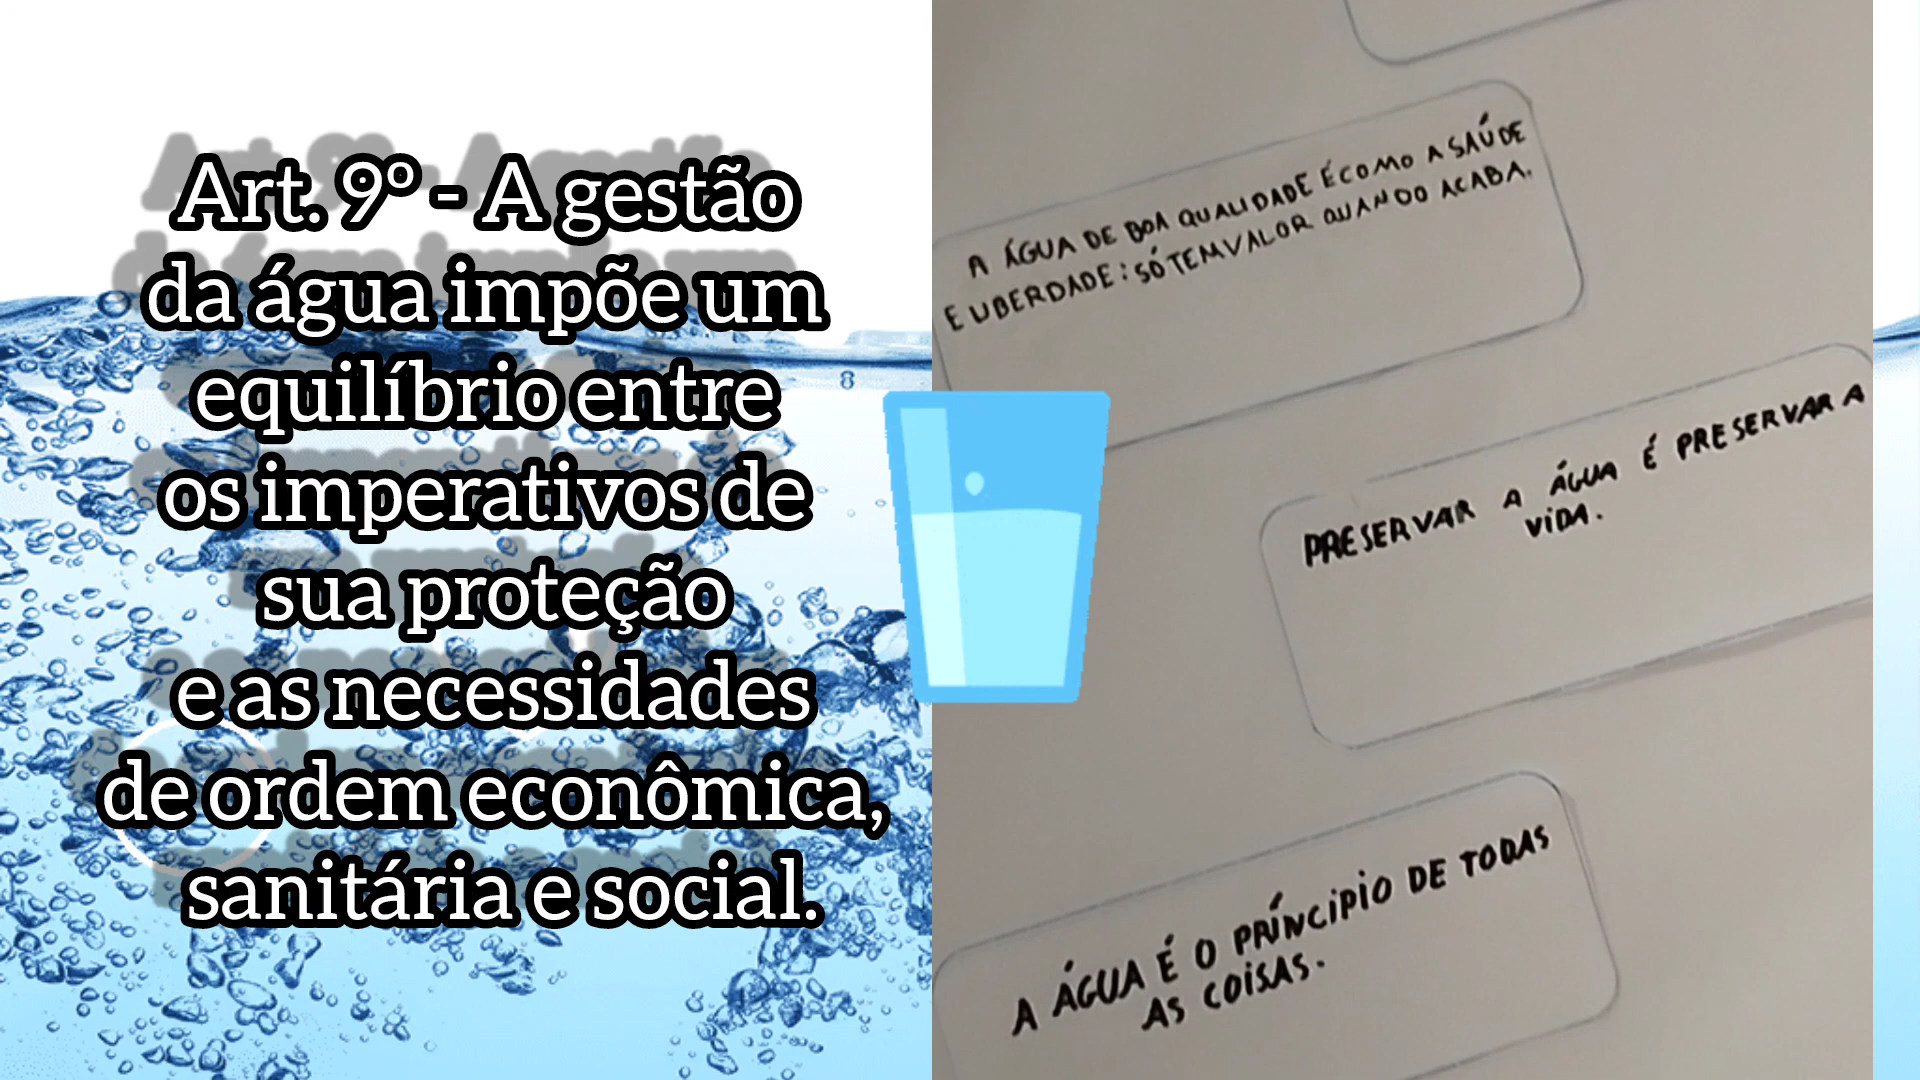 Art. 9º - A gestão
da água impõe um
equilíbrio entre
os imperativos de
sua proteção
e as necessidades
de ordem econômica,
sanitária e social.
A ÁGUA DE BOA QUALIDADE É COMO A SAÚDE
E UBERDADE: SÓ TEM VALOR QUANDO ACABA.
PRESERVAR A ÁGUA É PRESERVAR A
VIDA.
A ÁGUA É O PRÍNCIPIO DE TODAS
AS COISAS.